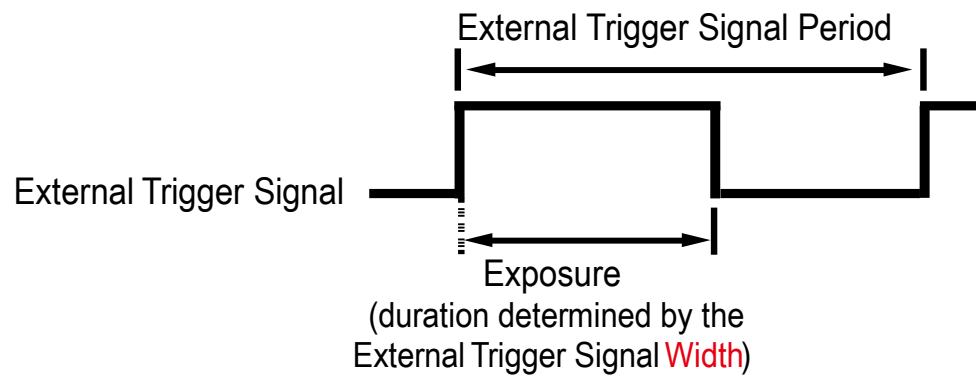 External Trigger Signal Period
External Trigger Signal
Exposure
(duration determined by the
External Trigger Signal Width)